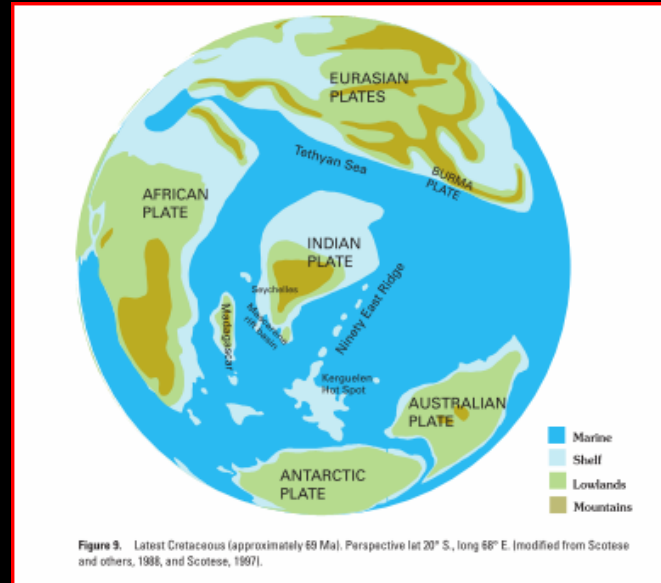 EURASIAN
PLATES
Tethyan Sea
BURMA
PLATE
AFRICAN
PLATE
INDIAN
PLATE
Seychelles
Madagascar
rift basin
Ninety East Ridge
Kerguelen
Hot Spot
AUSTRALIAN
PLATE
ANTARCTIC
PLATE
Marine
Shelf
Lowlands
Mountains
Figure 9. Latest Cretaceous (approximately 69 Ma). Perspective lat 20° S., long 68° E. (modified from Scotese
and others, 1988, and Scotese, 1997).